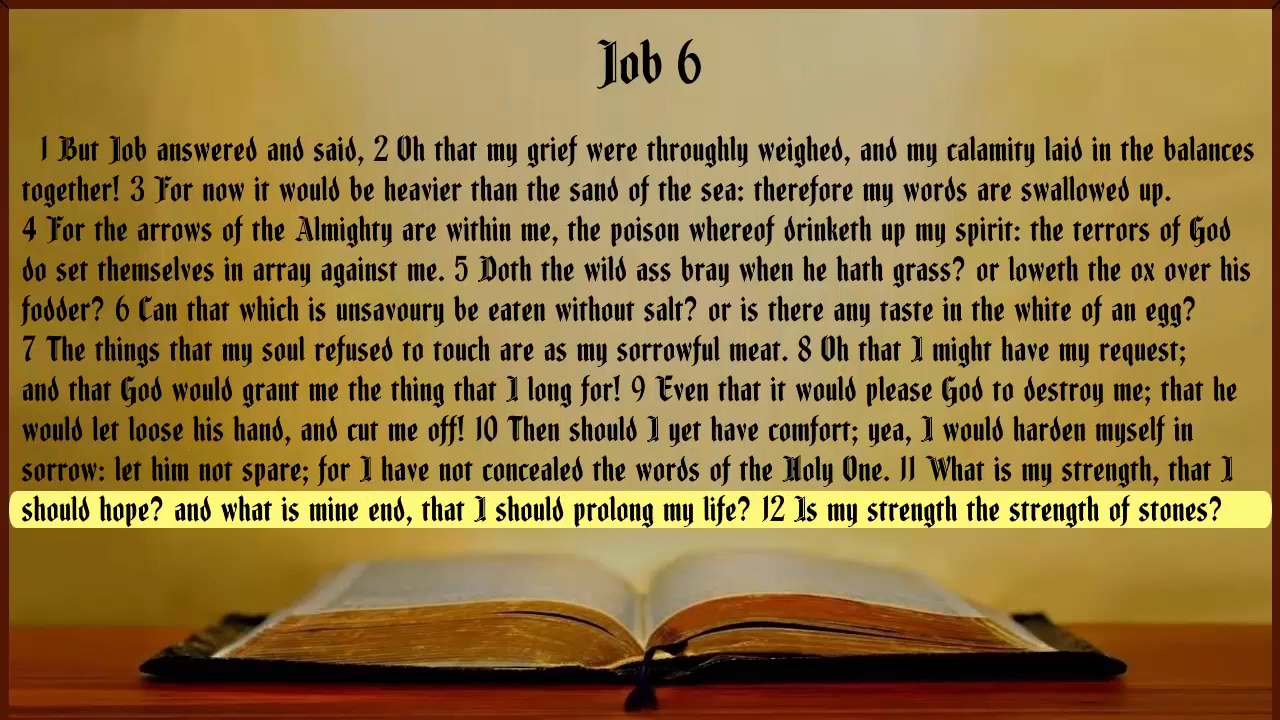 Job 6
1 But Job answered and said, 2 Oh that my grief were throughly weighed, and my calamity laid in the balances
together! 3 For now it would be heavier than the sand of the sea: therefore my words are swallowed up.
4 For the arrows of the Almighty are within me, the poison whereof drinketh up my spirit: the terrors of God
do set themselves in array against me. 5 Doth the wild ass bray when he hath grass? or loweth the ox over his
fodder? 6 Can that which is unsavoury be eaten without salt? or is there any taste in the white of an egg?
7 The things that my soul refused to touch are as my sorrowful meat. 8 Oh that I might have my request;
and that God would grant me the thing that I long for! 9 Even that it would please God to destroy me; that he
would let loose his hand, and cut me off! 10 Then should I yet have comfort; yea, I would harden myself in
sorrow: let him not spare; for I have not concealed the words of the Holy One. 11 What is my strength, that I
should hope? and what is mine end, that I should prolong my life? 12 Is my strength the strength of stones?